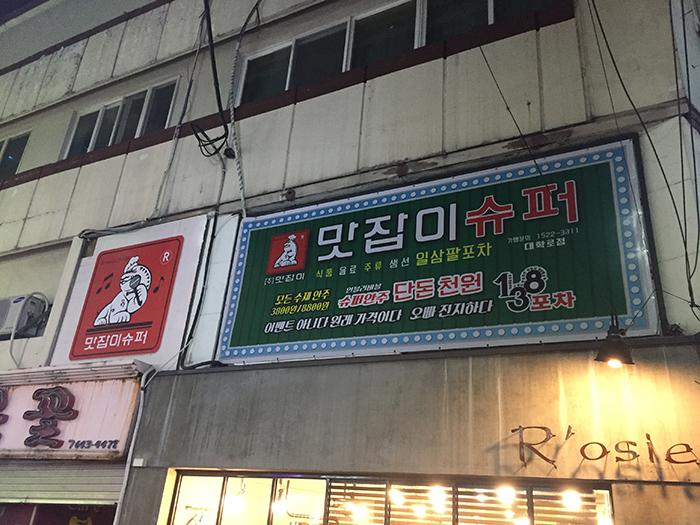 맛잡이슈퍼
가맹문의 1522-3011
대학로점
(주)맛잡이
식품 음료 주류 생선 일삼팔포차
모든 수제 안주
3800원/8800원
슈퍼안주 단돈 천원
138포차
이벤트 아니다 원래 가격이다 오빠 진지하다
R
맛잡이슈퍼
꼴
7443-4472
R'osie